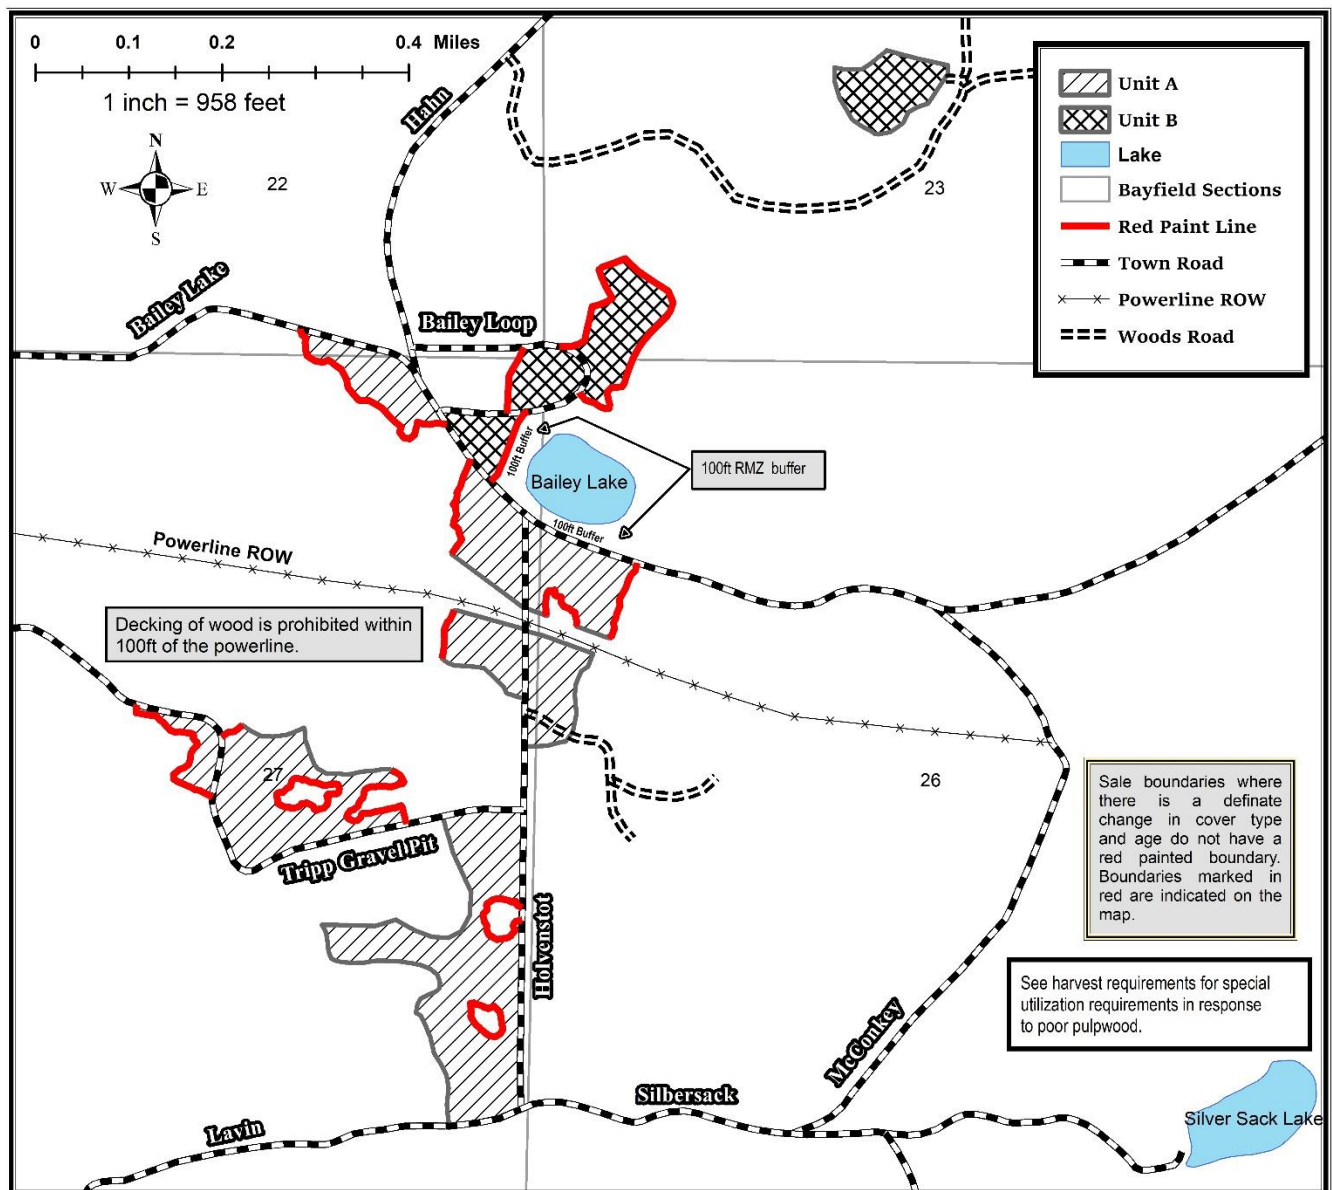 0 0.1 0.2 0.4 Miles
1 inch = 958 feet
N
W E
S
22
23
Hahn
Unit A
Unit B
Lake
Bayfield Sections
Red Paint Line
Town Road
Powerline ROW
Woods Road
Bailey Lake
Bailey Loop
100ft Buffer
100ft RMZ buffer
Bailey Lake
100ft Buffer
Powerline ROW
Decking of wood is prohibited within
100ft of the powerline.
27
26
Sale boundaries where
there is a definate
change in cover type
and age do not have a
red painted boundary.
Boundaries marked in
red are indicated on the
map.
Tripp Gravel Pit
Holvenstot
See harvest requirements for special
utilization requirements in response
to poor pulpwood.
McConkey
Silbersack
Lavin
Silver Sack Lake